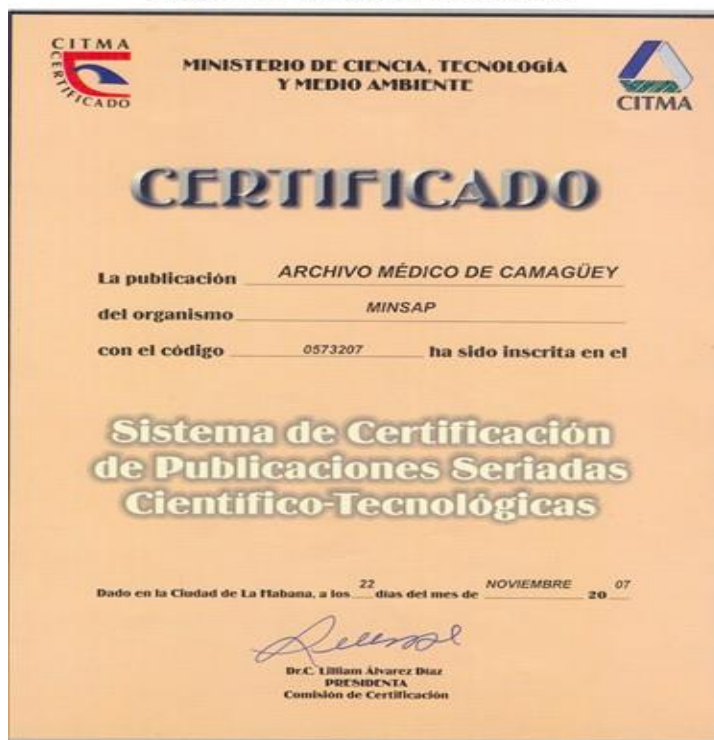 CITMA
CERTIFICADO
MINISTERIO DE CIENCIA, TECNOLOGÍA
Y MEDIO AMBIENTE
CITMA
CERTIFICADO
La publicación ARCHIVO MÉDICO DE CAMAGÜEY
del organismo MINSAP
con el código 0573207 ha sido inscrita en el
Sistema de Certificación
de Publicaciones Seriadas
Científico-Tecnológicas
Dado en la Ciudad de La Habana, a los 22 días del mes de NOVIEMBRE 20 07
Dr.C. Lilliam Álvarez Díaz
PRESIDENTA
Comisión de Certificación